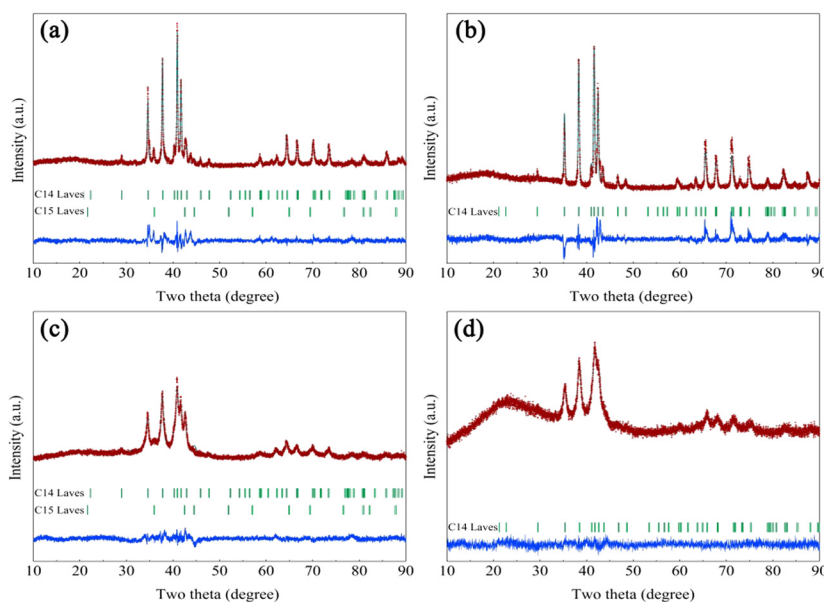 (a)
Intensity (a.u.)
C14 Laves
C15 Laves
10 20 30 40 50 60 70 80 90
Two theta (degree)
(b)
Intensity (a.u.)
C14 Laves
10 20 30 40 50 60 70 80 90
Two theta (degree)
(c)
Intensity (a.u.)
C14 Laves
C15 Laves
10 20 30 40 50 60 70 80 90
Two theta (degree)
(d)
Intensity (a.u.)
C14 Laves
10 20 30 40 50 60 70 80 90
Two theta (degree)